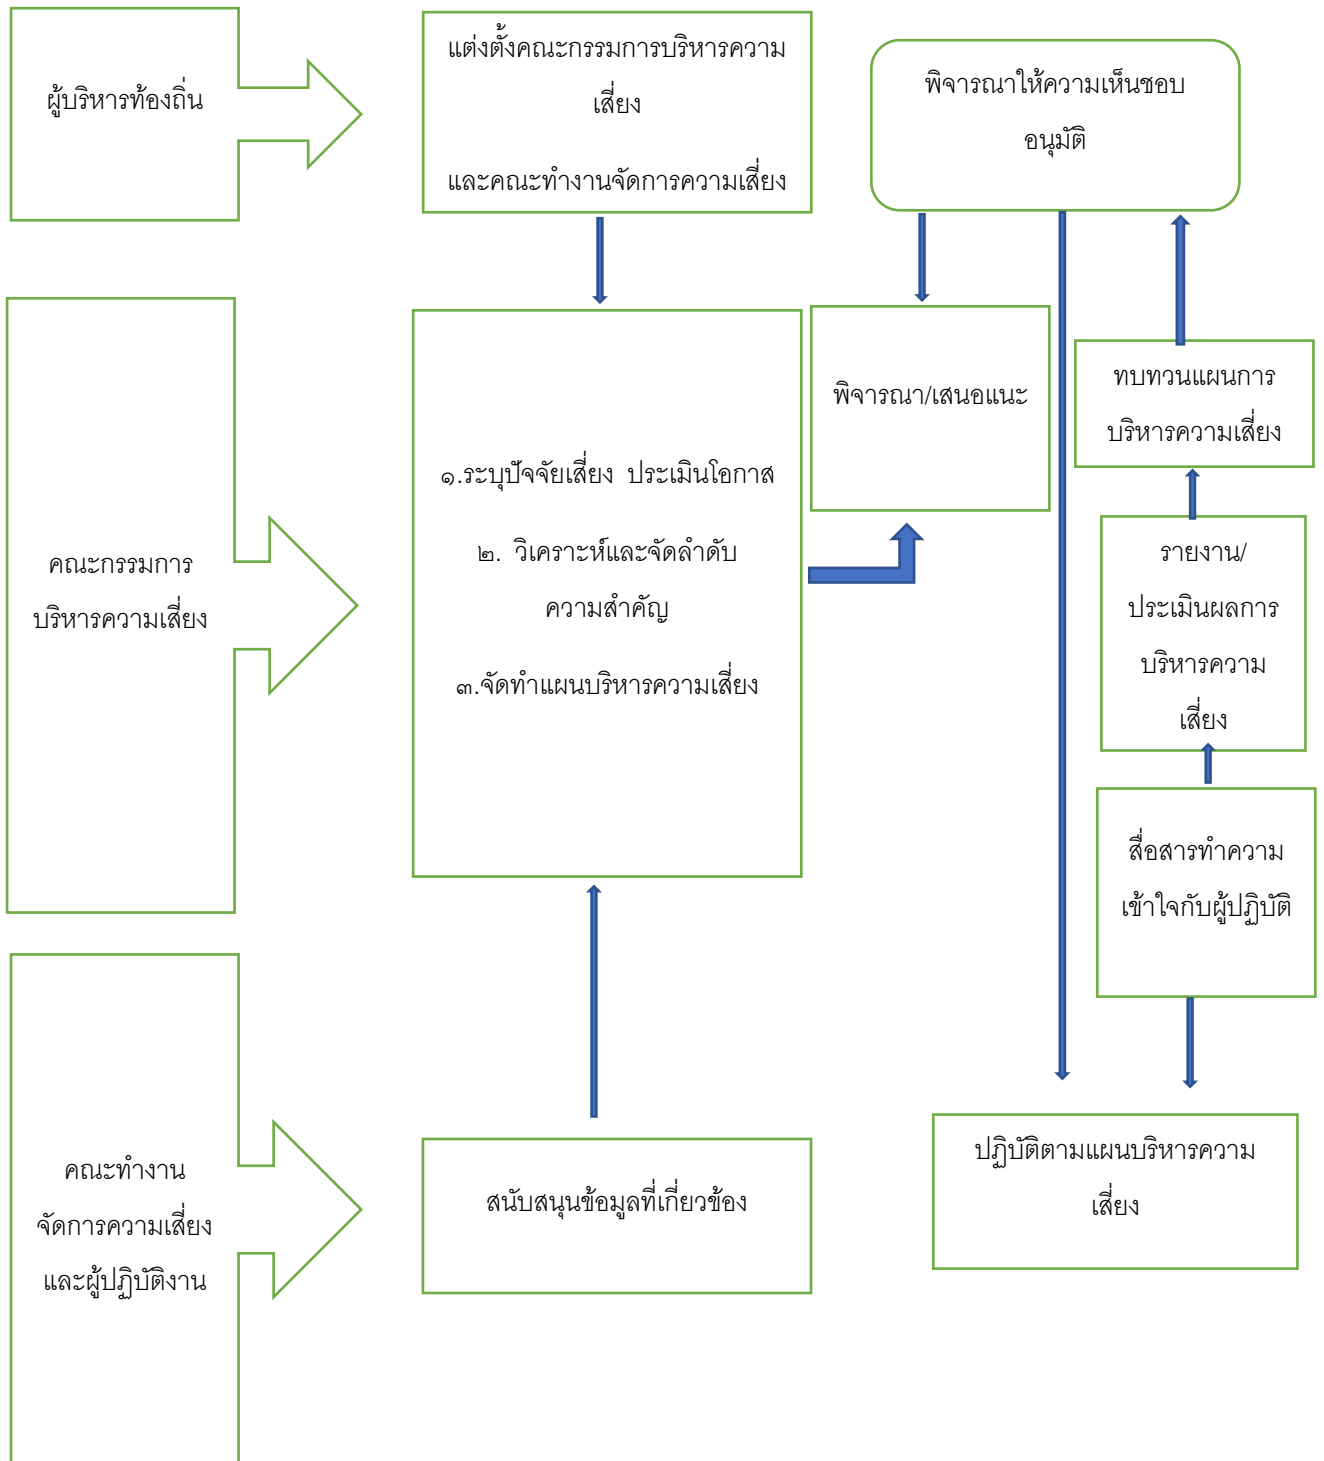 ผู้บริหารท้องถิ่น
แต่งตั้งคณะกรรมการบริหารความ
เสี่ยง
และคณะทำงานจัดการความเสี่ยง
พิจารณาให้ความเห็นชอบ
อนุมัติ
คณะกรรมการ
บริหารความเสี่ยง
๑.ระบุปัจจัยเสี่ยง ประเมินโอกาส
๒. วิเคราะห์และจัดลำดับ
ความสำคัญ
๓.จัดทำแผนบริหารความเสี่ยง
พิจารณา/เสนอแนะ
ทบทวนแผนการ
บริหารความเสี่ยง
รายงาน/
ประเมินผลการ
บริหารความ
เสี่ยง
สื่อสารทำความ
เข้าใจกับผู้ปฏิบัติ
คณะทำงาน
จัดการความเสี่ยง
และผู้ปฏิบัติงาน
สนับสนุนข้อมูลที่เกี่ยวข้อง
ปฏิบัติตามแผนบริหารความ
เสี่ยง